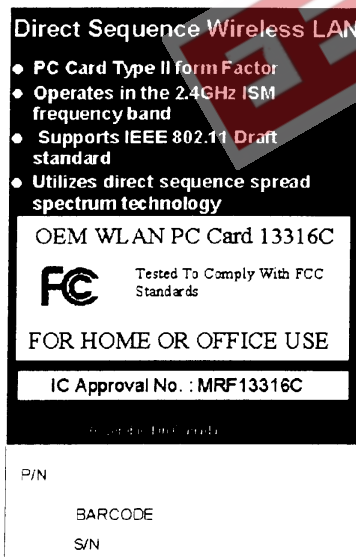 Direct Sequence Wireless LAN
• PC Card Type II form Factor
• Operates in the 2.4GHz ISM
frequency band
• Supports IEEE 802.11 Draft
standard
• Utilizes direct sequence spread
spectrum technology
OEM WLAN PC Card 13316C
FC
Tested To Comply With FCC
Standards
FOR HOME OR OFFICE USE
IC Approval No. : MRF13316C
P/N
BARCODE
S/N